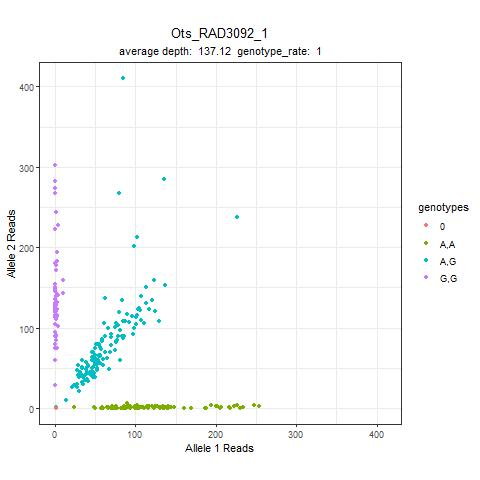 Ots_RAD3092_1
average depth:  137.12  genotype_rate:  1
400
300
200
100
0
Allele 2 Reads
0 100 200 300 400
Allele 1 Reads
genotypes
0
A,A
A,G
G,G